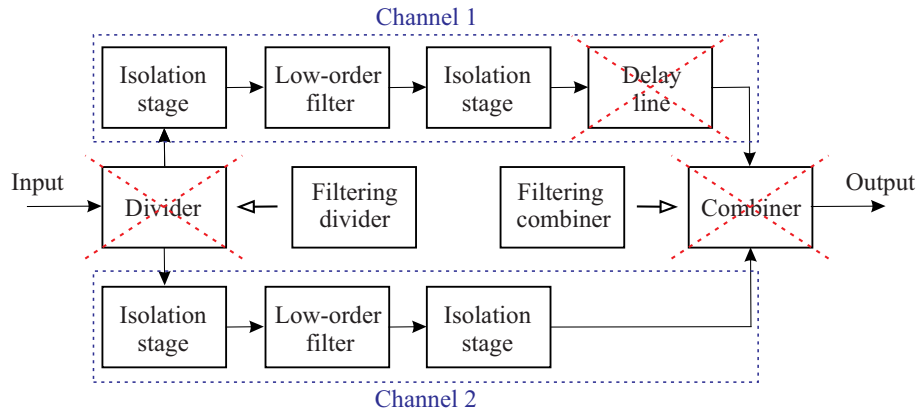 Channel 1
Isolation
stage
Low-order
filter
Isolation
stage
Delay
line
Input
Divider
Filtering
divider
Filtering
combiner
Combiner
Output
Isolation
stage
Low-order
filter
Isolation
stage
Channel 2